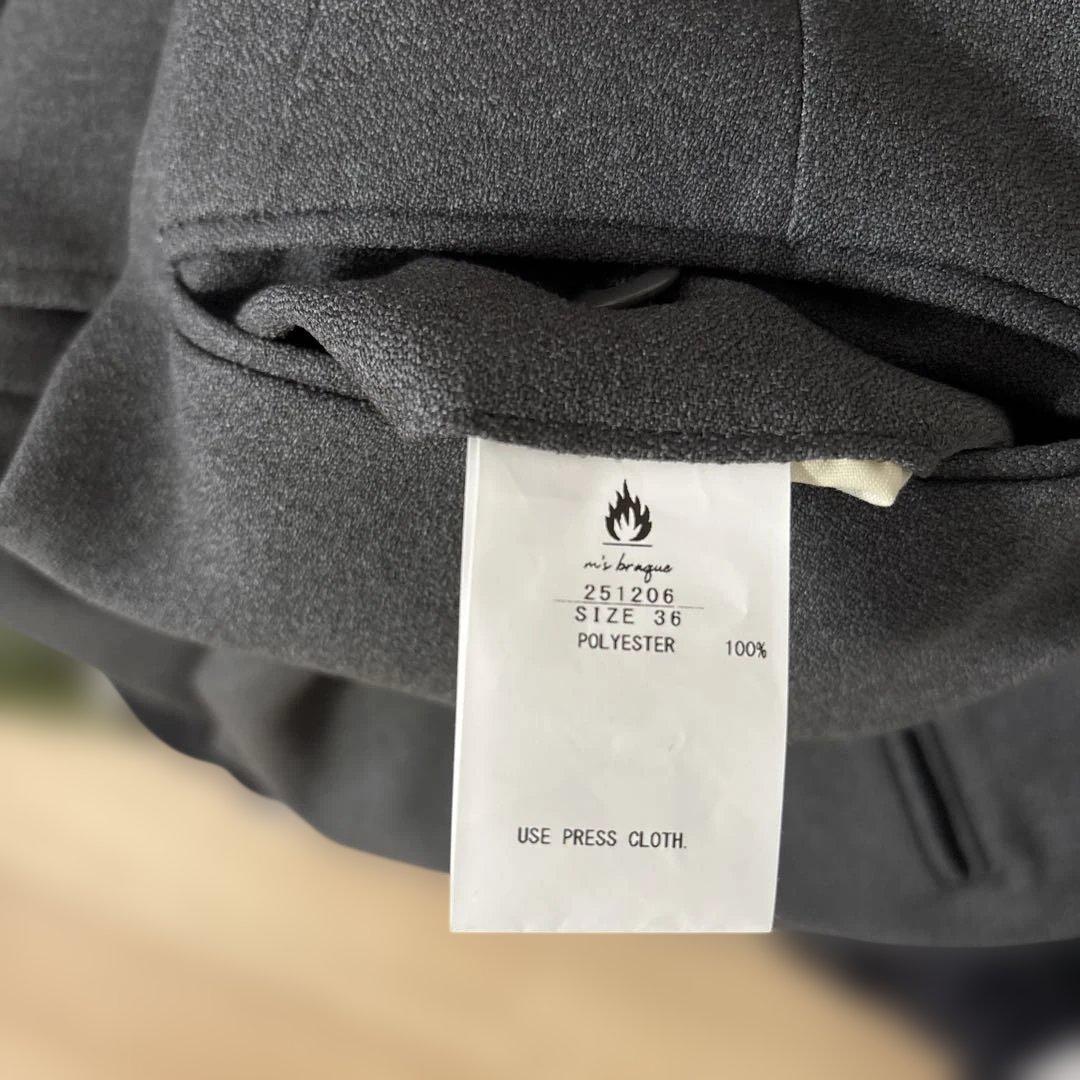 m's braque
251206
SIZE 36
POLYESTER 100%
USE PRESS CLOTH.